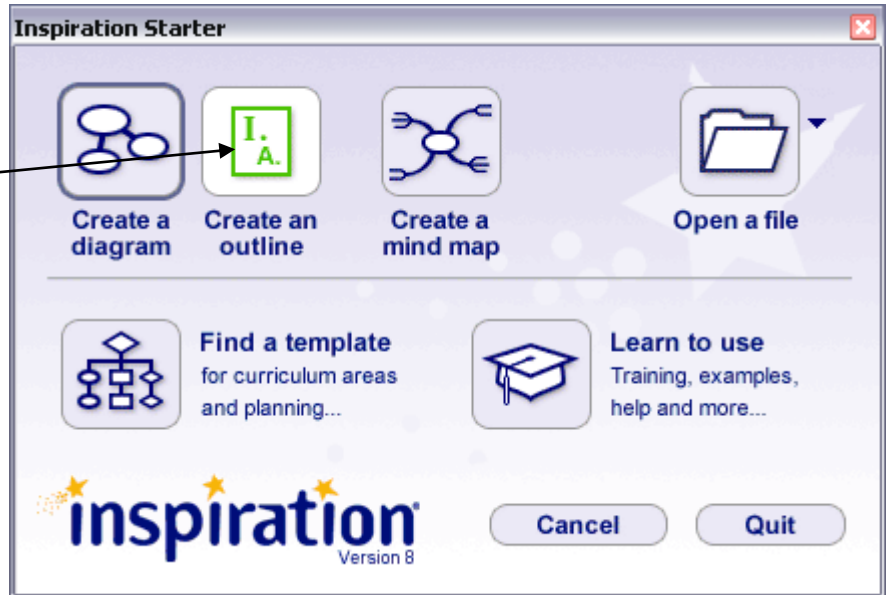 Inspiration Starter
I.
A.
Create a
diagram
Create an
outline
Create a
mind map
Open a file
Find a template
for curriculum areas
and planning...
Learn to use
Training, examples,
help and more...
inspiration®
Version 8
Cancel
Quit